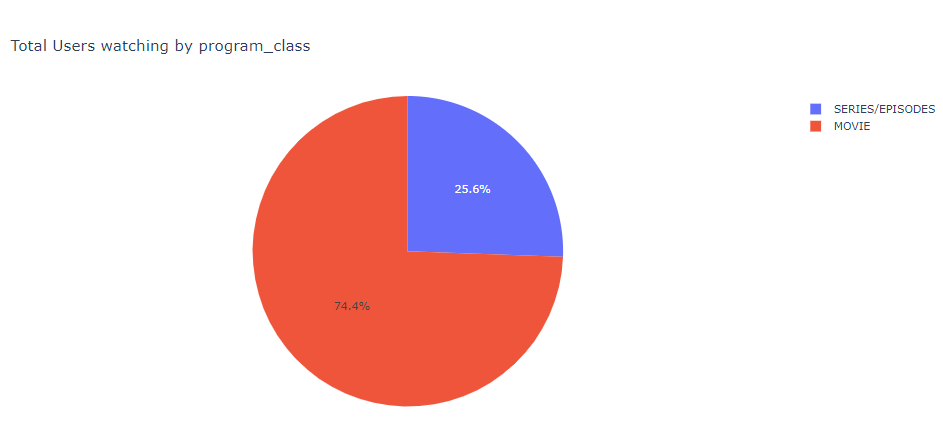 Total Users watching by program_class
SERIES/EPISODES
MOVIE
25.6%
74.4%